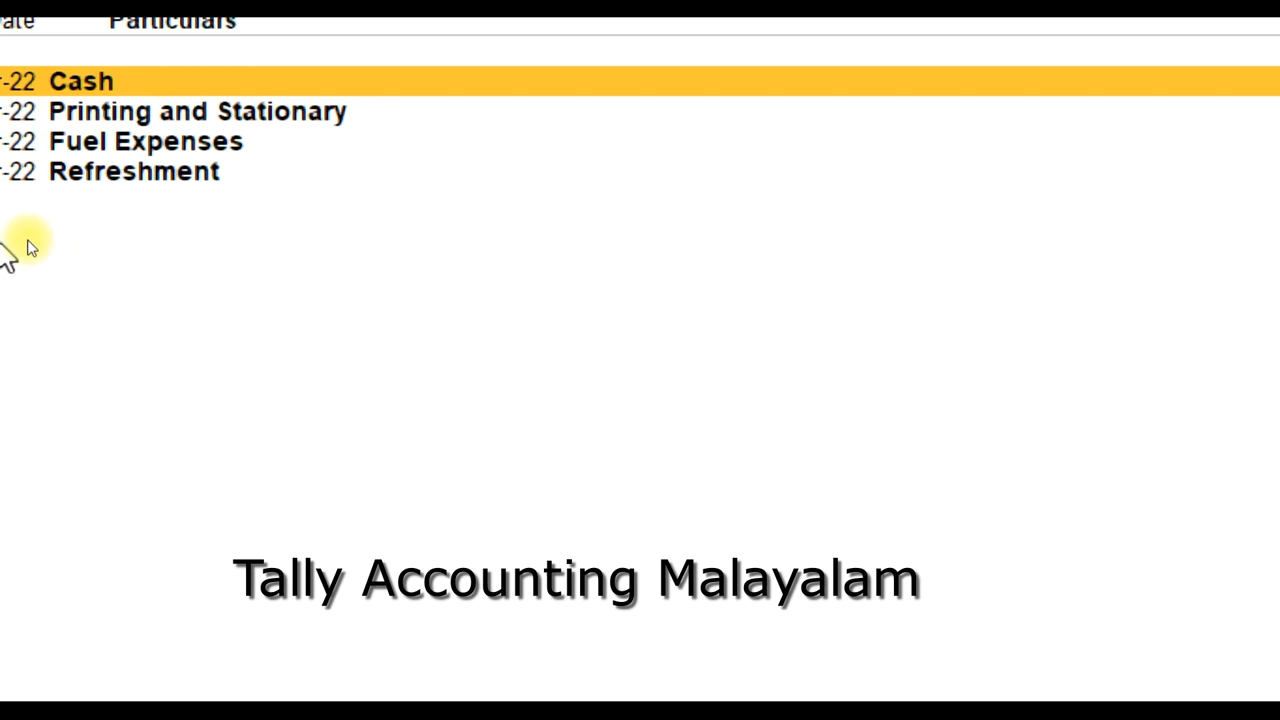 Particulars
-22 Cash
-22 Printing and Stationary
-22 Fuel Expenses
-22 Refreshment
Tally Accounting Malayalam